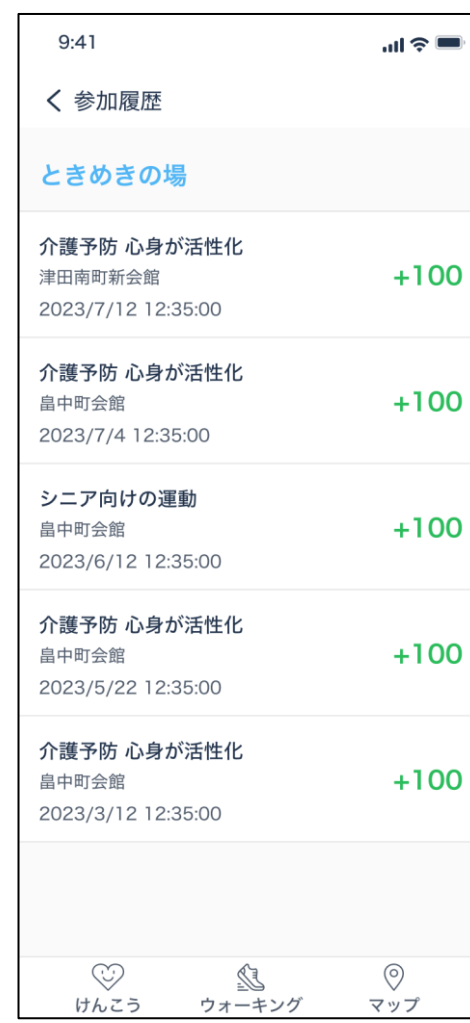 9:41
参加履歴
ときめきの場
介護予防 心身が活性化
津田南町新会館
+100
2023/7/12 12:35:00
介護予防 心身が活性化
畠中町会館
+100
2023/7/4 12:35:00
シニア向けの運動
畠中町会館
+100
2023/6/12 12:35:00
介護予防 心身が活性化
畠中町会館
+100
2023/5/22 12:35:00
介護予防 心身が活性化
畠中町会館
+100
2023/3/12 12:35:00
けんこう ウォーキング マップ